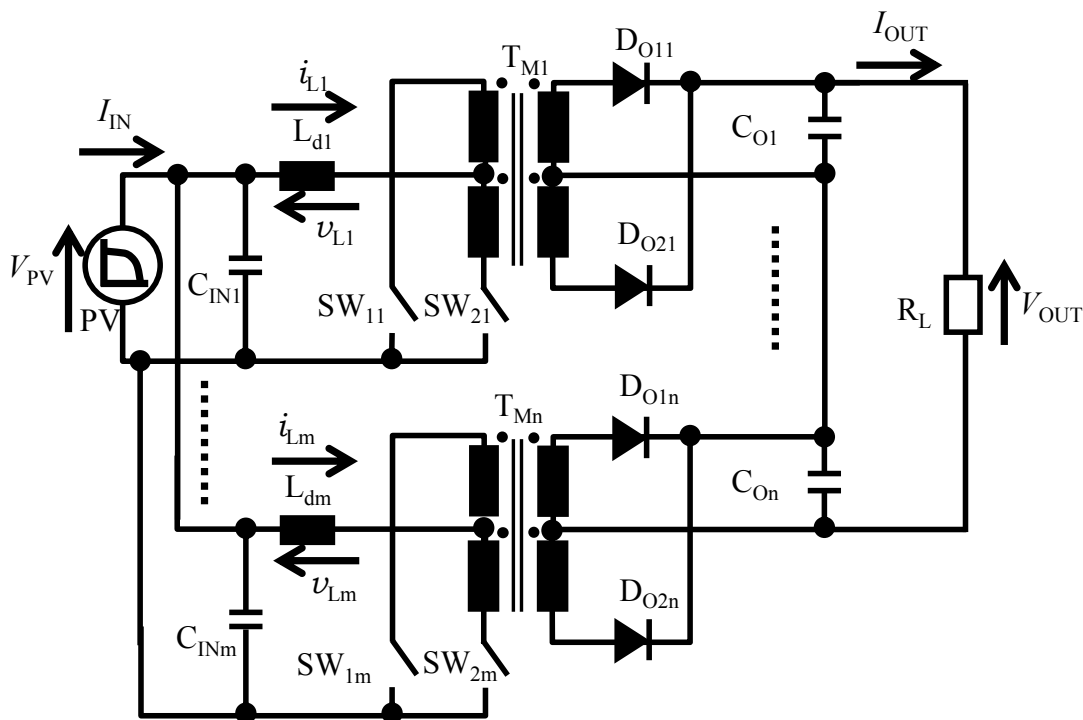 I_OUT
D_O11
T_M1
i_L1
I_IN
L_d1
C_O1
v_L1
D_O21
V_PV
PV
C_IN1
SW_11 SW_21
R_L
V_OUT
D_O1n
T_Mn
i_Lm
L_dm
C_On
v_Lm
D_O2n
C_INm
SW_1m SW_2m